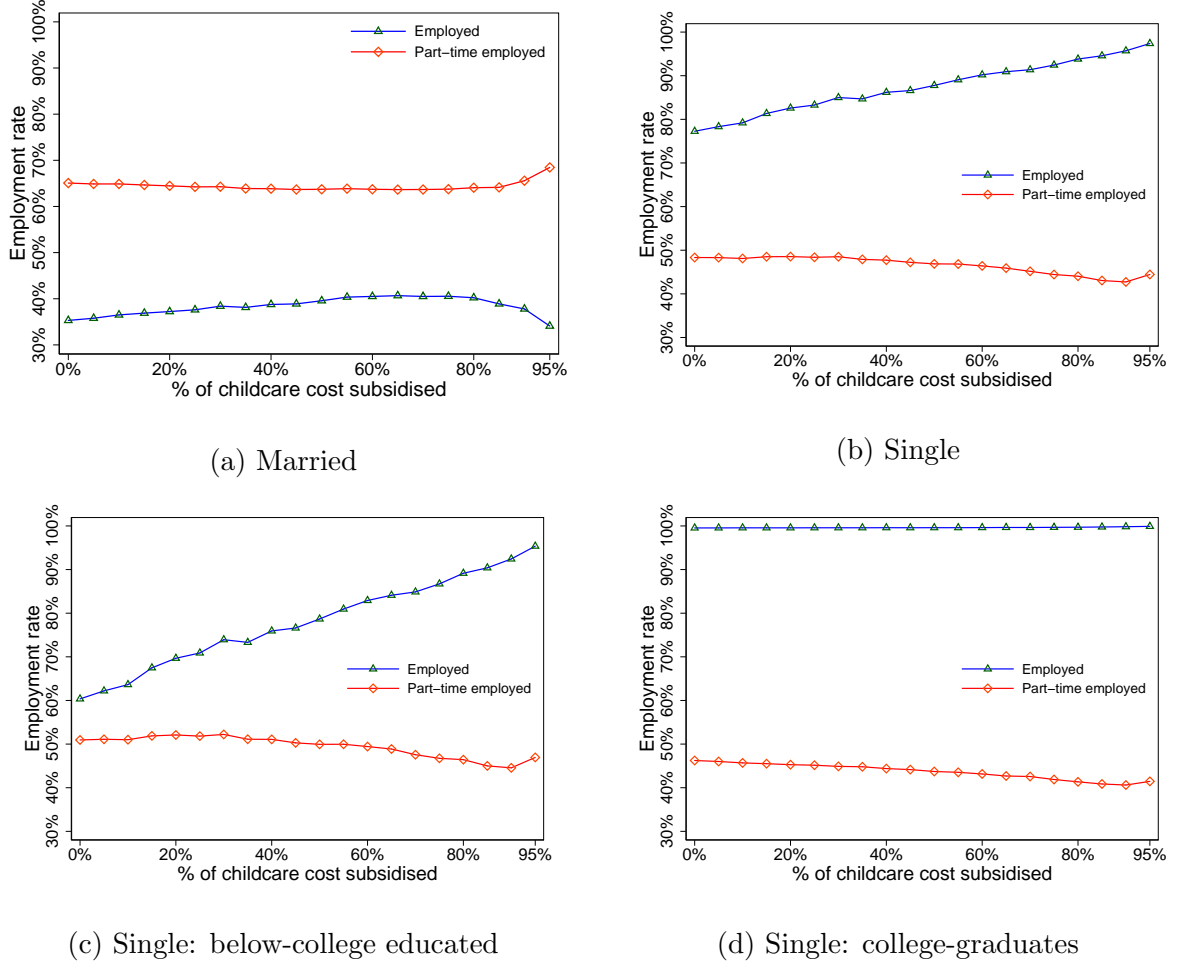 100%
90%
80%
70%
60%
50%
40%
30%
Employment rate
Employed
Part−time employed
0%
20%
40%
60%
80%
95%
% of childcare cost subsidised
(a) Married
100%
90%
80%
70%
60%
50%
40%
30%
Employment rate
Employed
Part−time employed
0%
20%
40%
60%
80%
95%
% of childcare cost subsidised
(b) Single
100%
90%
80%
70%
60%
50%
40%
30%
Employment rate
Employed
Part−time employed
0%
20%
40%
60%
80%
95%
% of childcare cost subsidised
(c) Single: below-college educated
100%
90%
80%
70%
60%
50%
40%
30%
Employment rate
Employed
Part−time employed
0%
20%
40%
60%
80%
95%
% of childcare cost subsidised
(d) Single: college-graduates